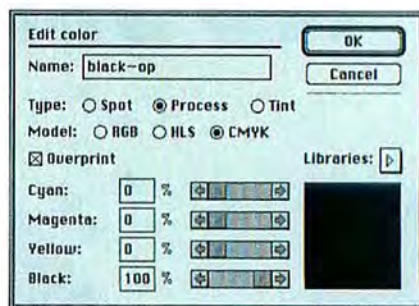 Edit color
OK
Name: black-op
Cancel
Type: Spot Process Tint
Model: RGB HLS CMYK
Overprint
Libraries:
Cyan: 0 %
Magenta: 0 %
Yellow: 0 %
Black: 100 %